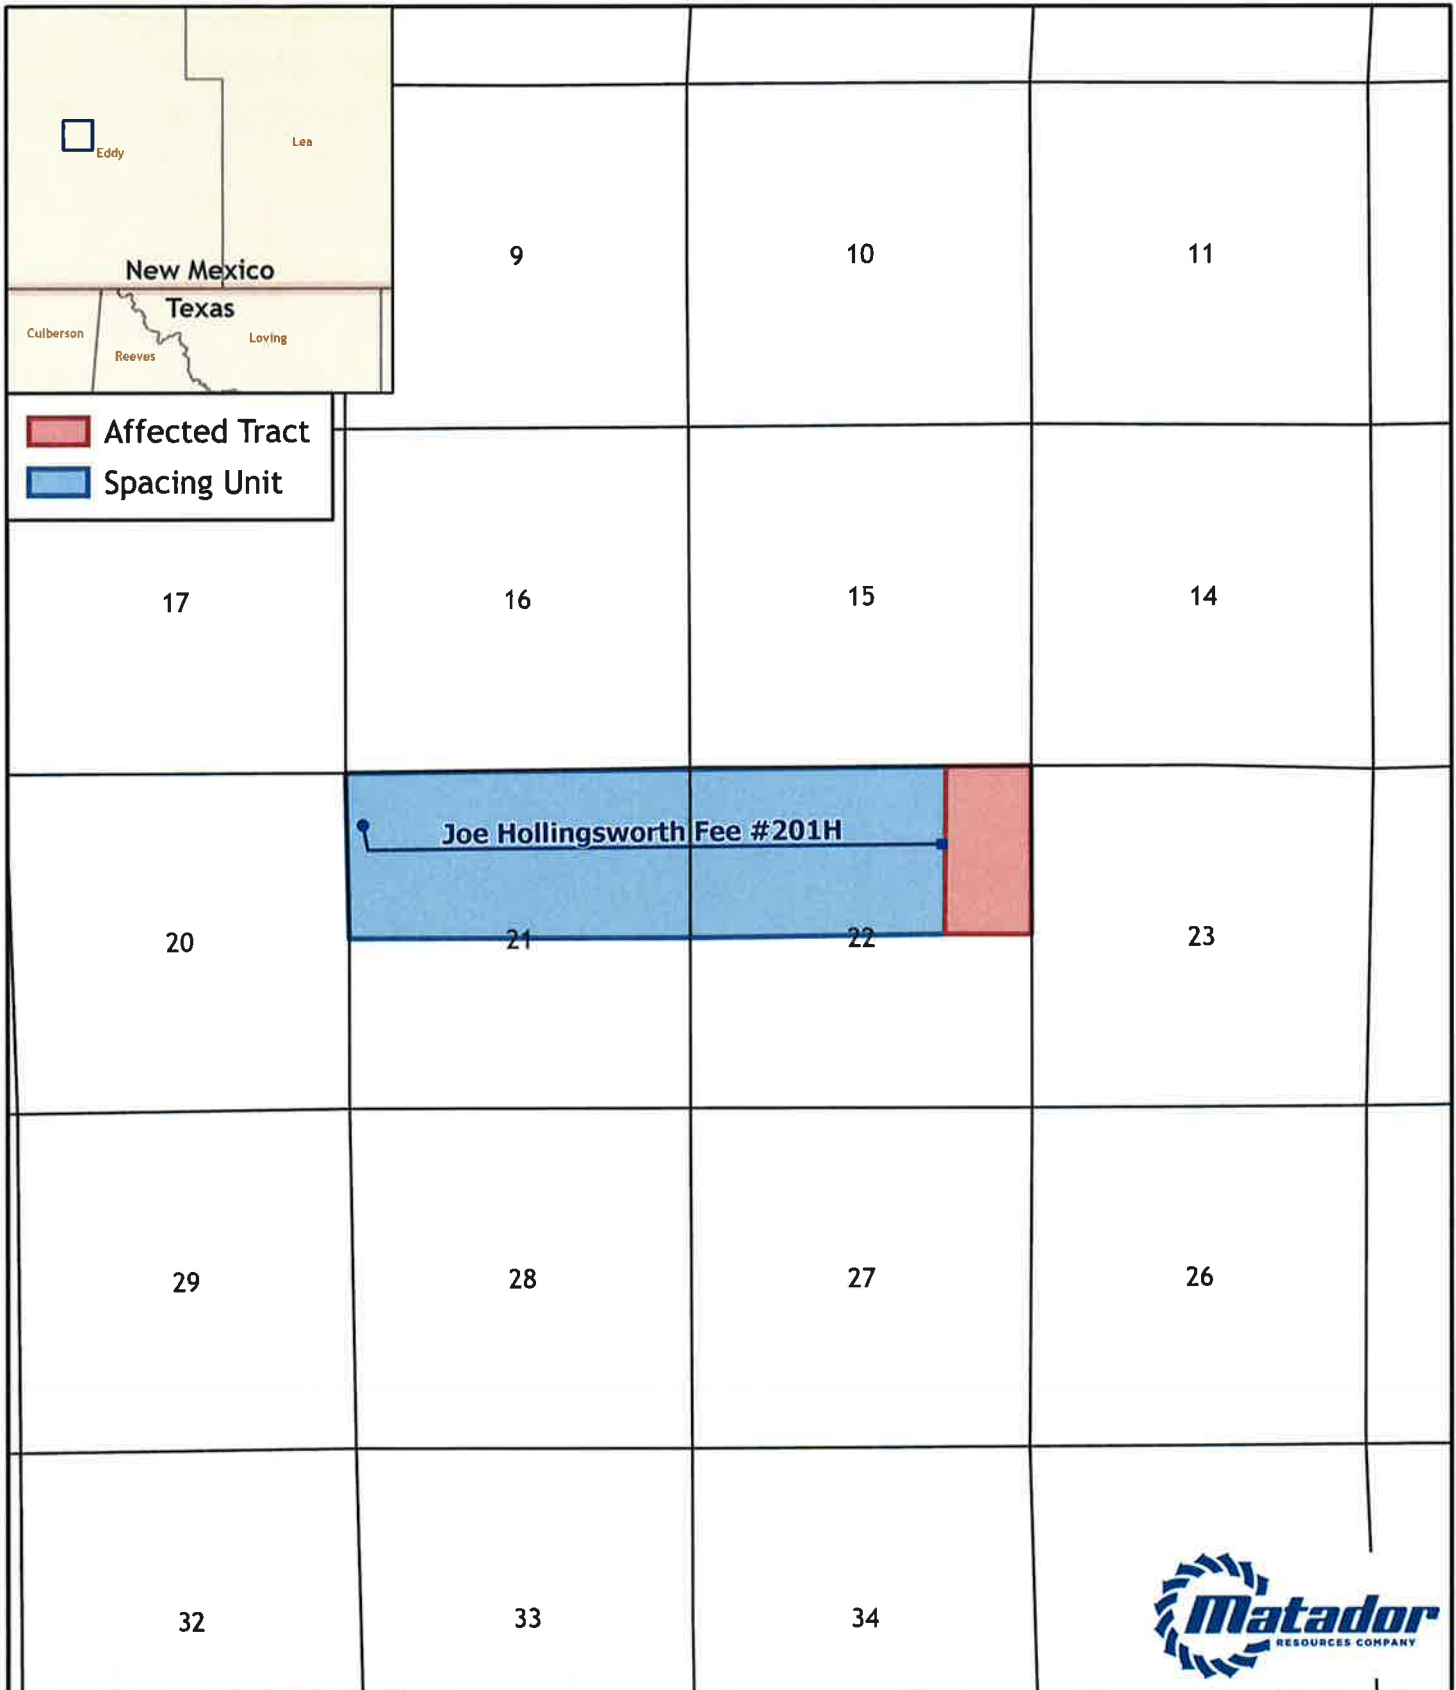 Eddy
Lea
New Mexico
Texas
Culberson
Reeves
Loving
Affected Tract
Spacing Unit
9
10
11
17
16
15
14
Joe Hollingsworth Fee #201H
20
21
22
23
29
28
27
26
32
33
34
Matador
RESOURCES COMPANY